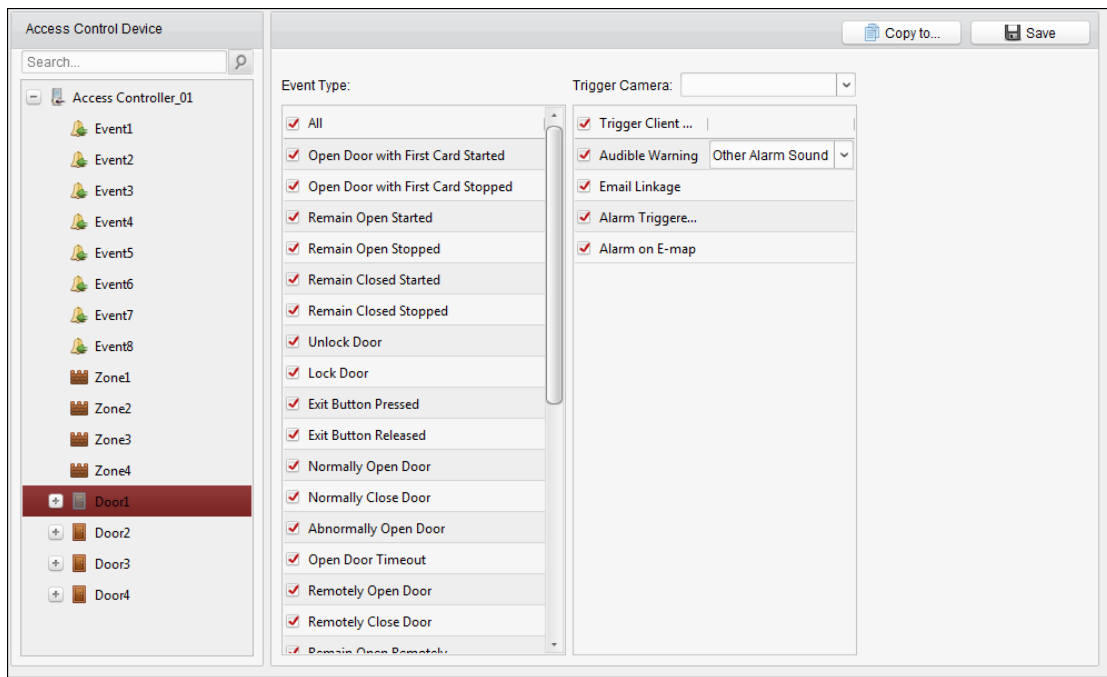 Access Control Device
Copy to...
Save
Search...
Access Controller_01
Event1
Event2
Event3
Event4
Event5
Event6
Event7
Event8
Zone1
Zone2
Zone3
Zone4
Door1
Door2
Door3
Door4
Event Type:
All
Open Door with First Card Started
Open Door with First Card Stopped
Remain Open Started
Remain Open Stopped
Remain Closed Started
Remain Closed Stopped
Unlock Door
Lock Door
Exit Button Pressed
Exit Button Released
Normally Open Door
Normally Close Door
Abnormally Open Door
Open Door Timeout
Remotely Open Door
Remotely Close Door
Remain Open Remotely
Trigger Camera:
Trigger Client ...
Audible Warning Other Alarm Sound
Email Linkage
Alarm Triggere...
Alarm on E-map